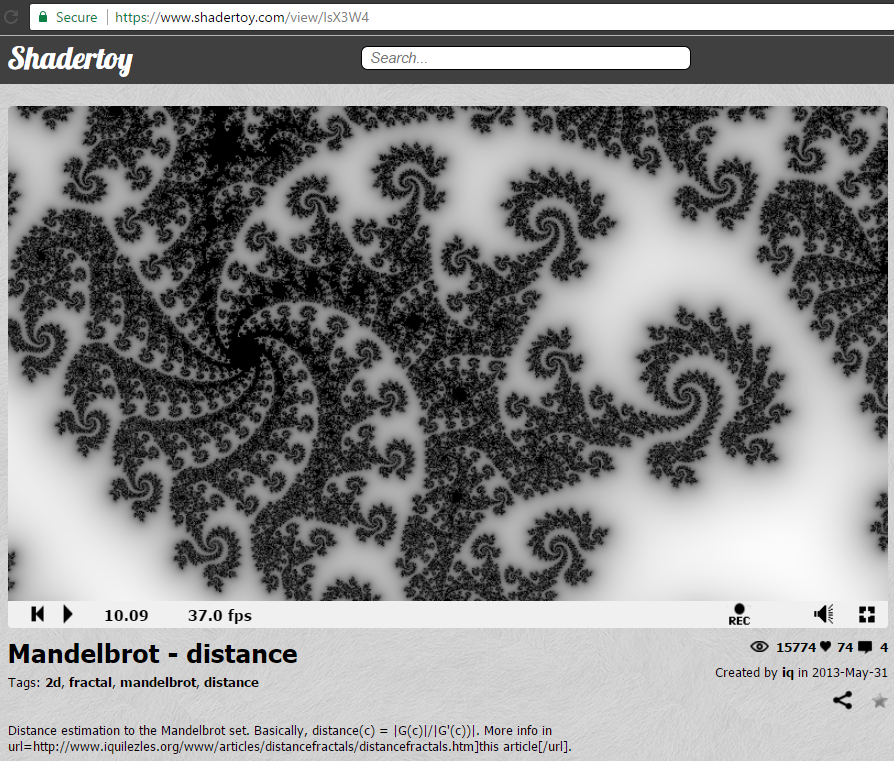 Secure https://www.shadertoy.com/view/lsX3W4
Shadertoy Search...
10.09 37.0 fps REC
Mandelbrot - distance 15774 74 4
Tags: 2d, fractal, mandelbrot, distance Created by iq in 2013-May-31
Distance estimation to the Mandelbrot set. Basically, distance(c) = |G(c)|/|G'(c))|. More info in
url=http://www.iquilezles.org/www/articles/distancefractals/distancefractals.htm]this article[/url].